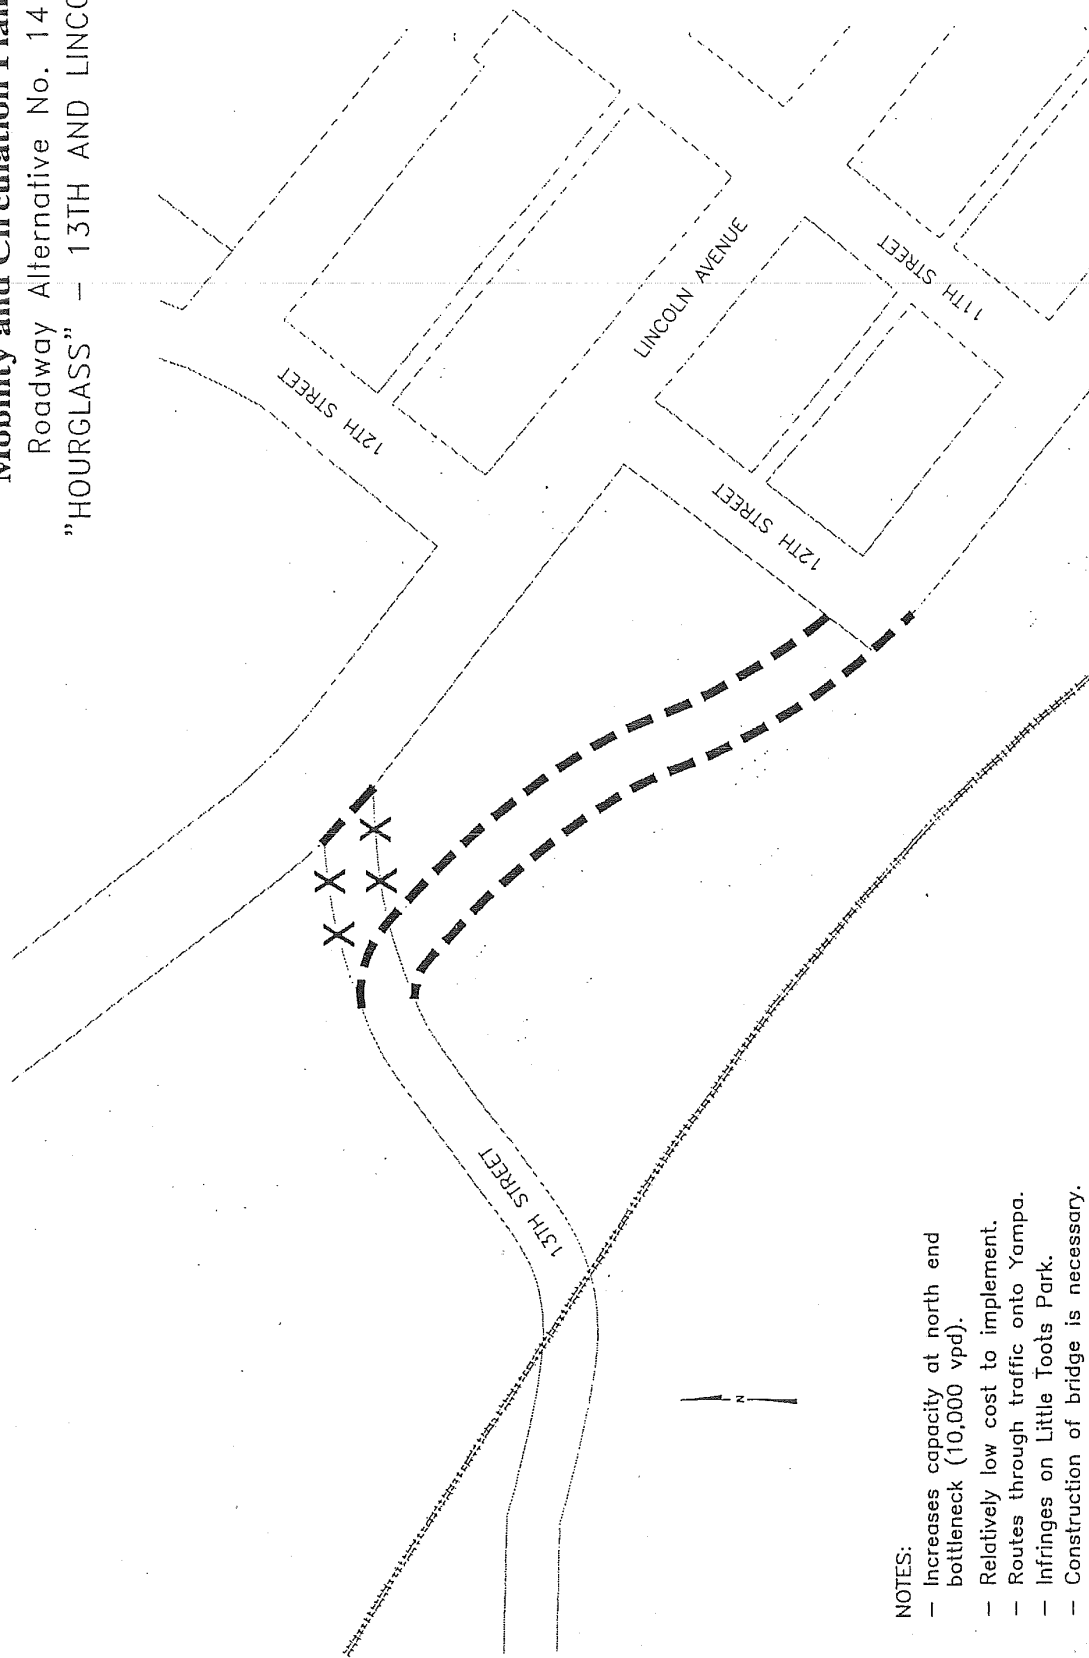 Mobility and Circulation Plan
Roadway Alternative No. 14
"HOURGLASS" – 13TH AND LINCO
12TH STREET
LINCOLN AVENUE
11TH STREET
12TH STREET
X
X
X
X
13TH STREET
N
NOTES:
– Increases capacity at north end
bottleneck (10,000 vpd).
– Relatively low cost to implement.
– Routes through traffic onto Yampa.
– Infringes on Little Toots Park.
– Construction of bridge is necessary.